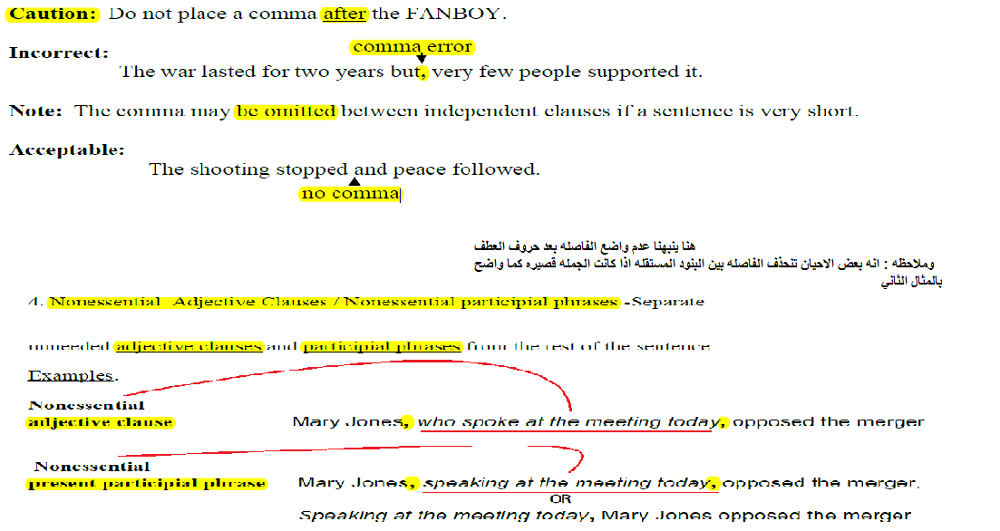 Caution: Do not place a comma after the FANBOY.
comma error
Incorrect:
The war lasted for two years but, very few people supported it.
Note: The comma may be omitted between independent clauses if a sentence is very short.
Acceptable:
The shooting stopped and peace followed.
no comma
هنا ينبهنا عدم واضع الفاصله بعد حروف العطف
وملاحظه : انه بعض الاحيان تنحذف الفاصله بين البنود المستقله اذا كانت الجمله قصيره كما واضح
بالمثال الثاني
4. Nonessential Adjective Clauses / Nonessential participial phrases -Separate
unneeded adjective clauses and participial phrases from the rest of the sentence
Examples.
Nonessential
adjective clause Mary Jones, who spoke at the meeting today, opposed the merger
Nonessential
present participial phrase Mary Jones, speaking at the meeting today, opposed the merger.
OR
Speaking at the meeting today, Mary Jones opposed the merger